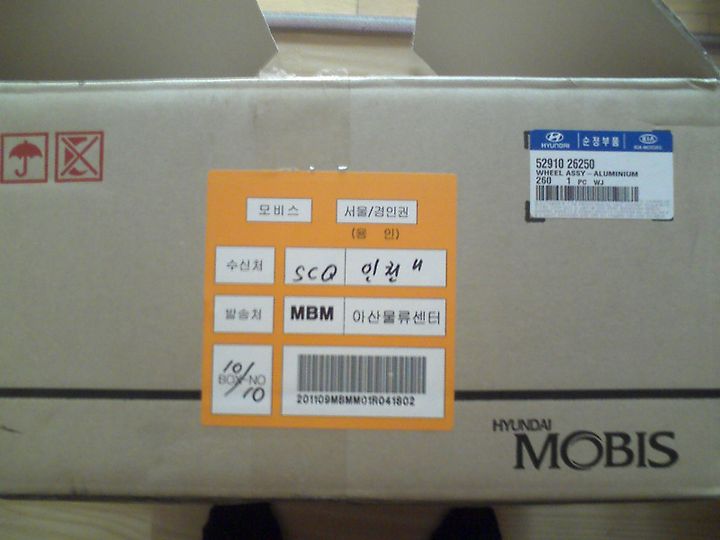 HYUNDAI 순정부품 KIA
KIA MOTORS
52910 26250
WHEEL ASSY - ALUMINIUM
260 1 PC WJ
모비스 서울/경인권
(용 인)
수신처 SCQ 인천
발송처 MBM 아산물류센터
10/10
BOX-NO
201109MBMM01R041802
HYUNDAI
MOBIS